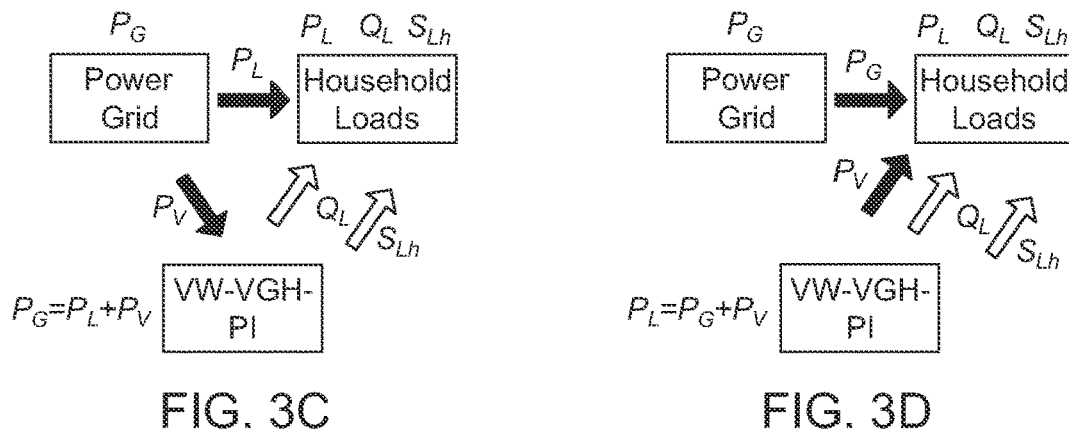 P_G
P_L Q_L S_Lh
Power
Grid
P_L
Household
Loads
P_V
Q_L
S_Lh
P_G=P_L+P_V
VW-VGH-
PI
FIG. 3C
P_G
P_L Q_L S_Lh
Power
Grid
P_G
Household
Loads
P_V
Q_L
S_Lh
P_L=P_G+P_V
VW-VGH-
PI
FIG. 3D